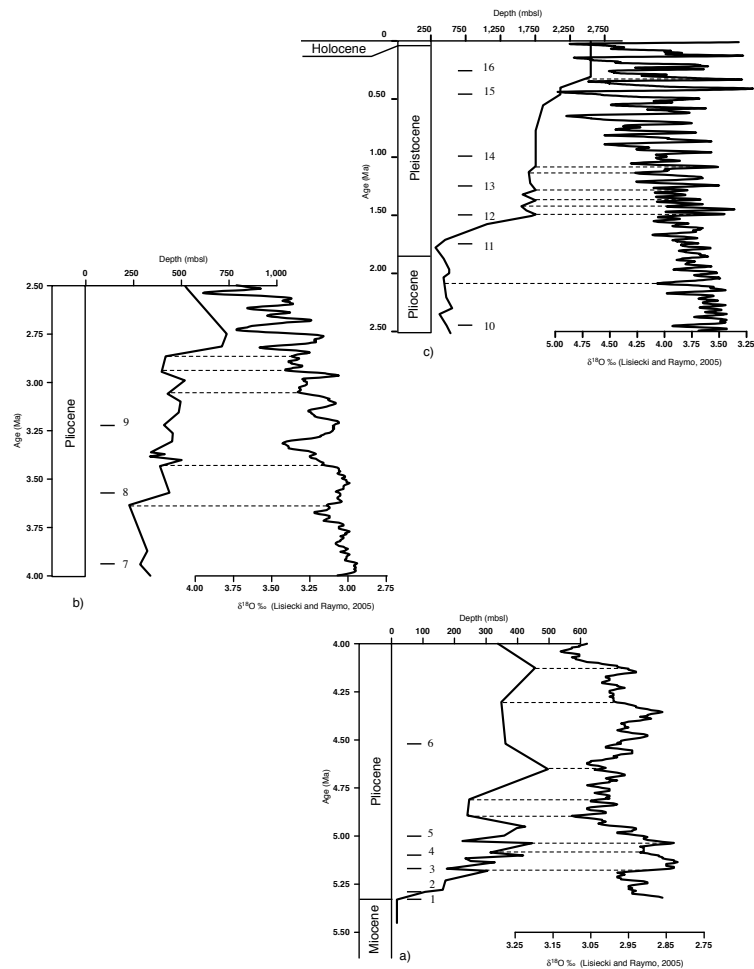 Depth (mbsl)
250 750 1,250 1,750 2,250 2,750
0
Holocene
16
15
0.50
Pleistocene
14
1.00
Age (Ma)
13
12
1.50
11
2.00
Pliocene
10
2.50
5.00 4.75 4.50 4.25 4.00 3.75 3.50 3.25
c)
δ18O ‰ (Lisiecki and Raymo, 2005)
Depth (mbsl)
0 250 500 750 1,000
2.50
2.75
3.00
Age (Ma)
Pliocene
9
3.25
3.50
8
3.75
7
4.00
4.00 3.75 3.50 3.25 3.00 2.75
b)
δ18O ‰ (Lisiecki and Raymo, 2005)
Depth (mbsl)
0 100 200 300 400 500 600
4.00
4.25
6
4.50
Pliocene
4.75
Age (Ma)
5
5.00
4
3
5.25
2
1
Miocene
5.50
3.25 3.15 3.05 2.95 2.85 2.75
a)
δ18O ‰ (Lisiecki and Raymo, 2005)